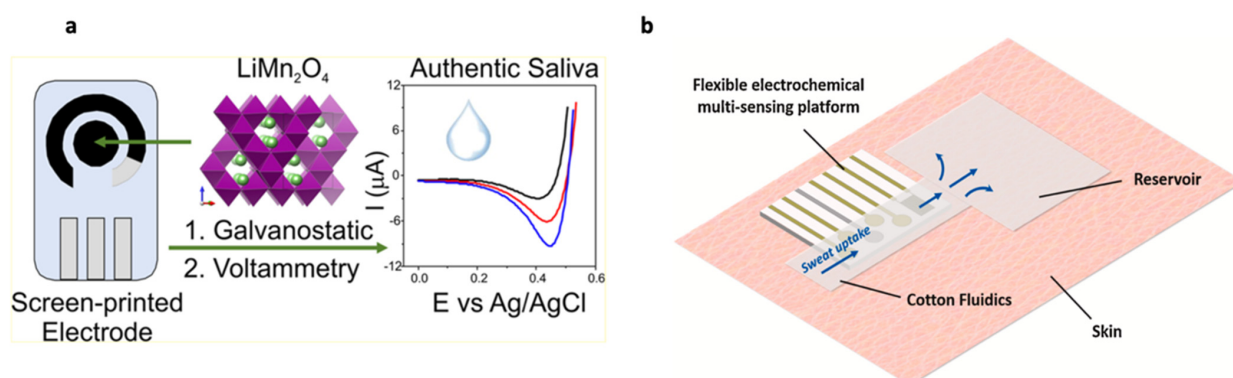 a
LiMn₂O₄
Authentic Saliva
12
6
0
-6
-12
I (µA)
0.0 0.2 0.4 0.6
E vs Ag/AgCl
1. Galvanostatic
2. Voltammetry
Screen-printed
Electrode
b
Flexible electrochemical
multi-sensing platform
Reservoir
Sweat uptake
Cotton Fluidics
Skin